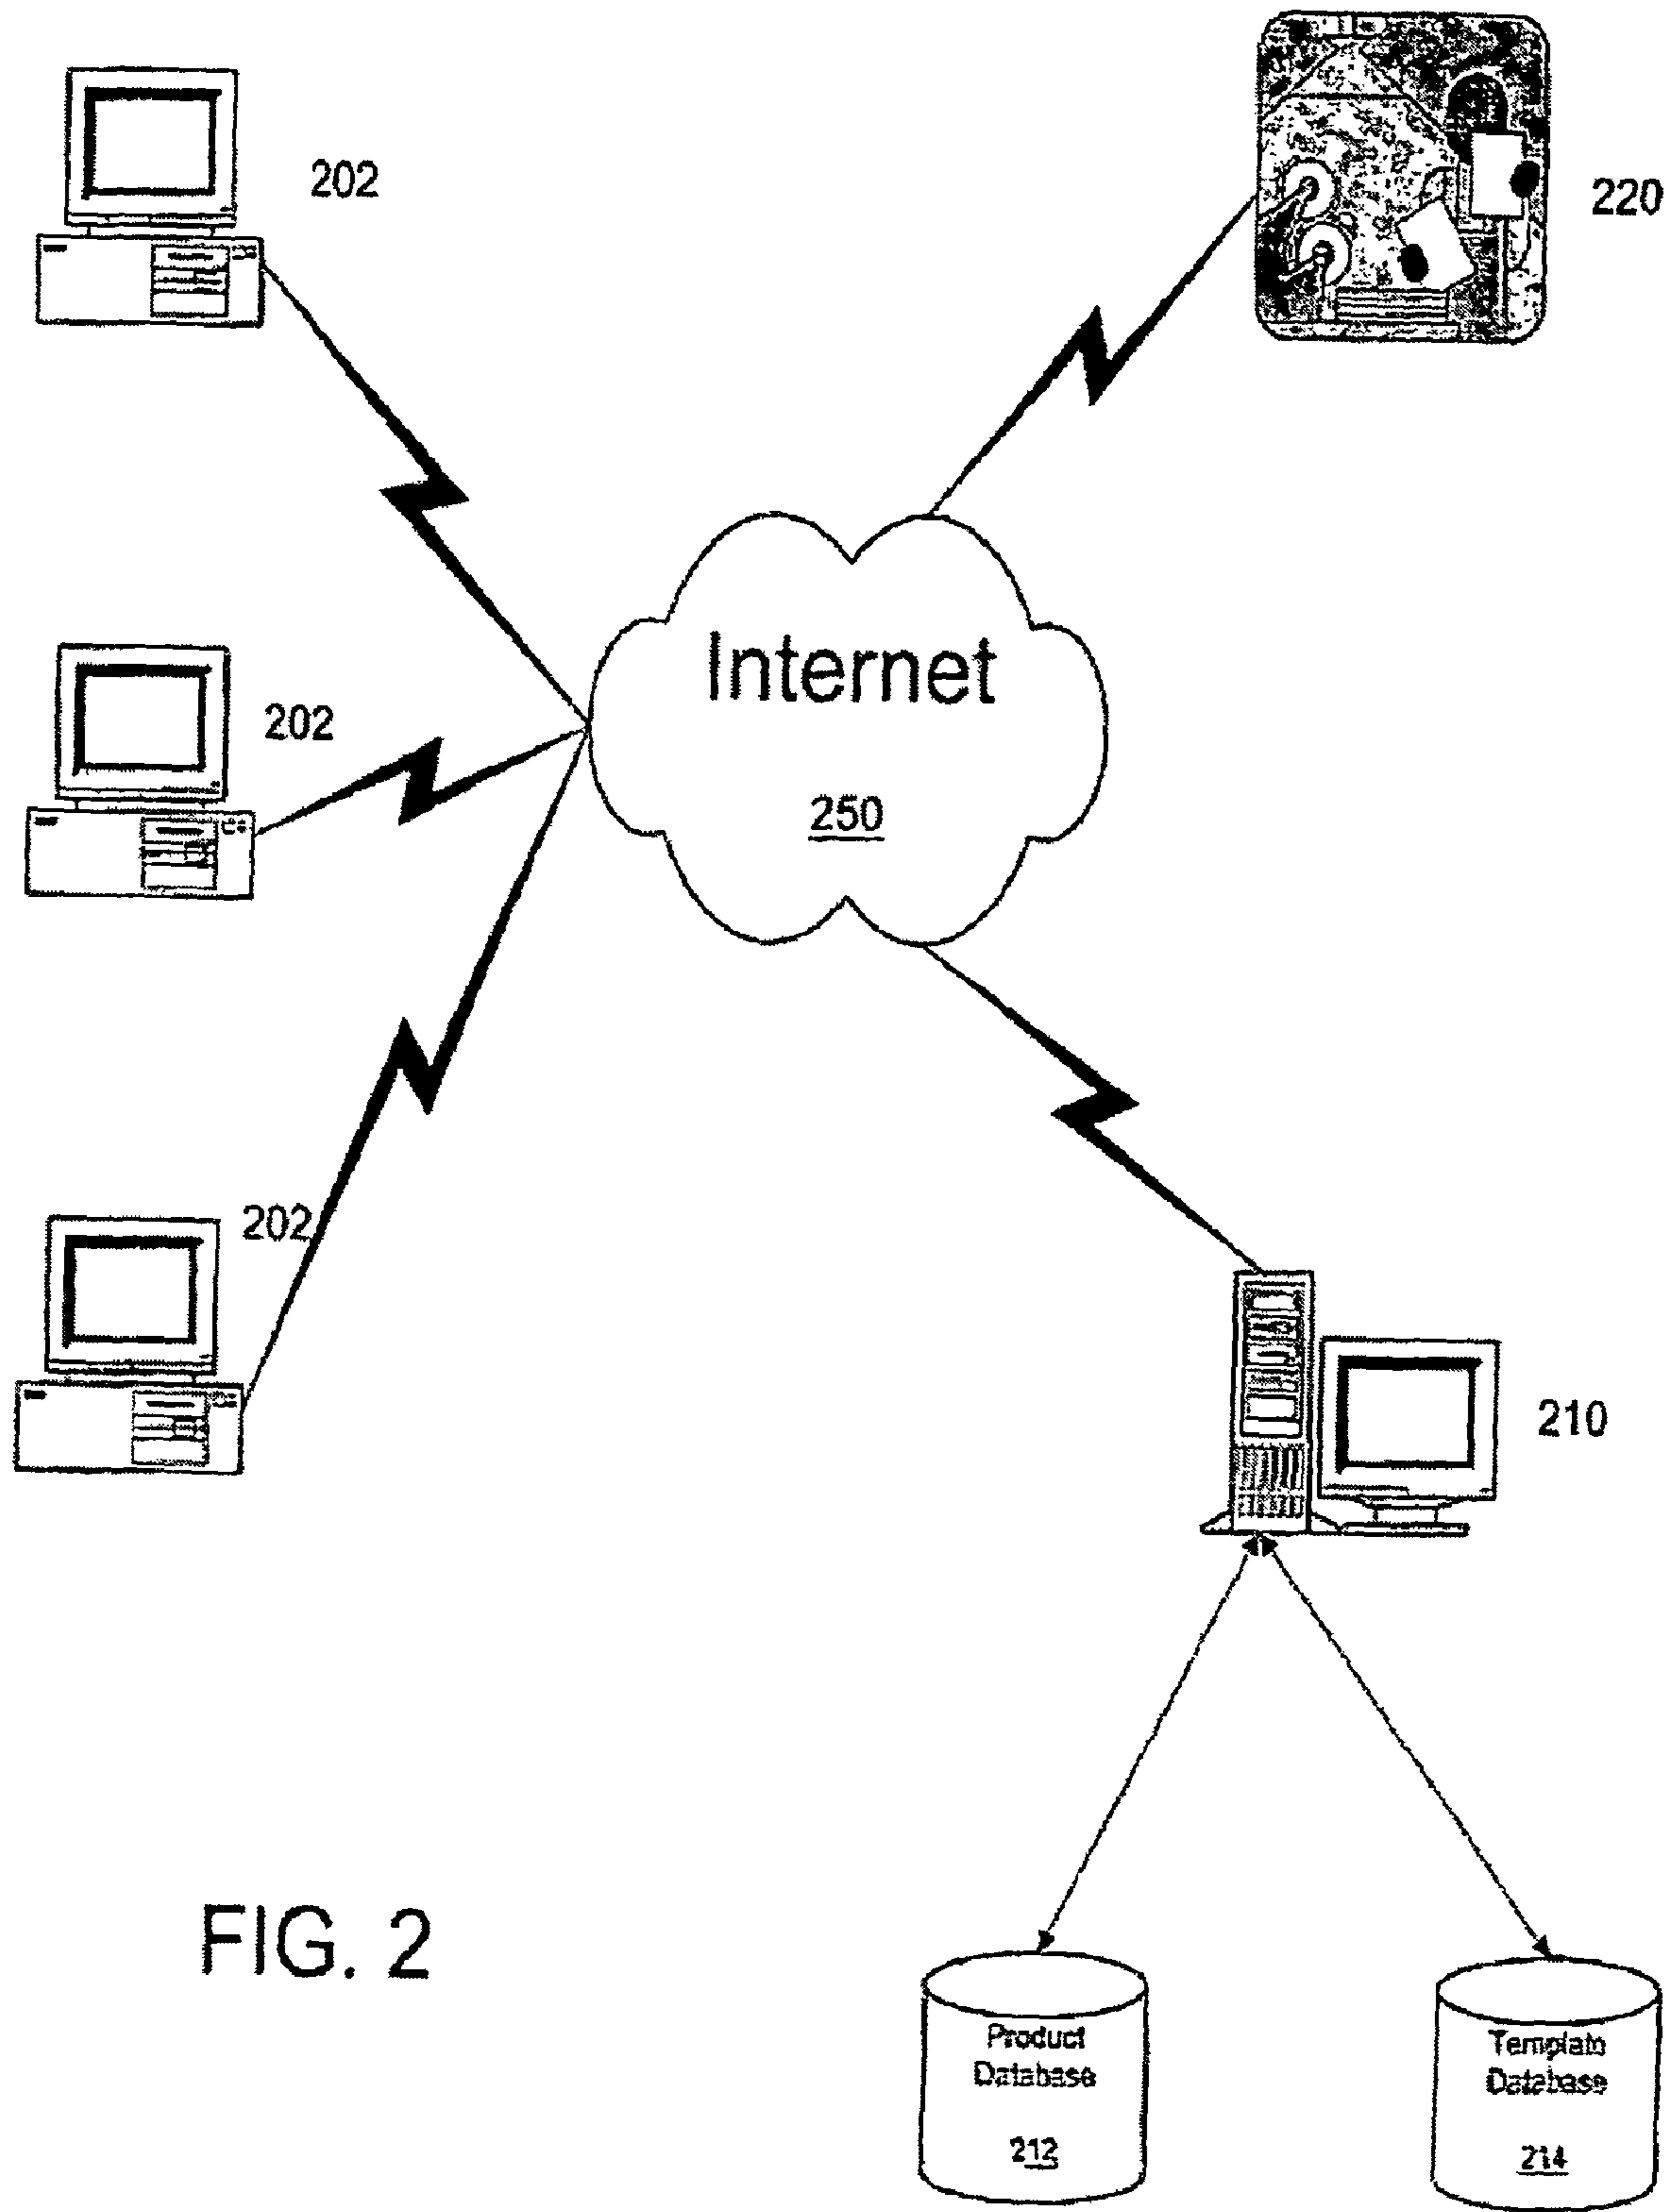 202
220
Internet
202
250
202
210
FIG. 2
Product
Database
212
Template
Database
214